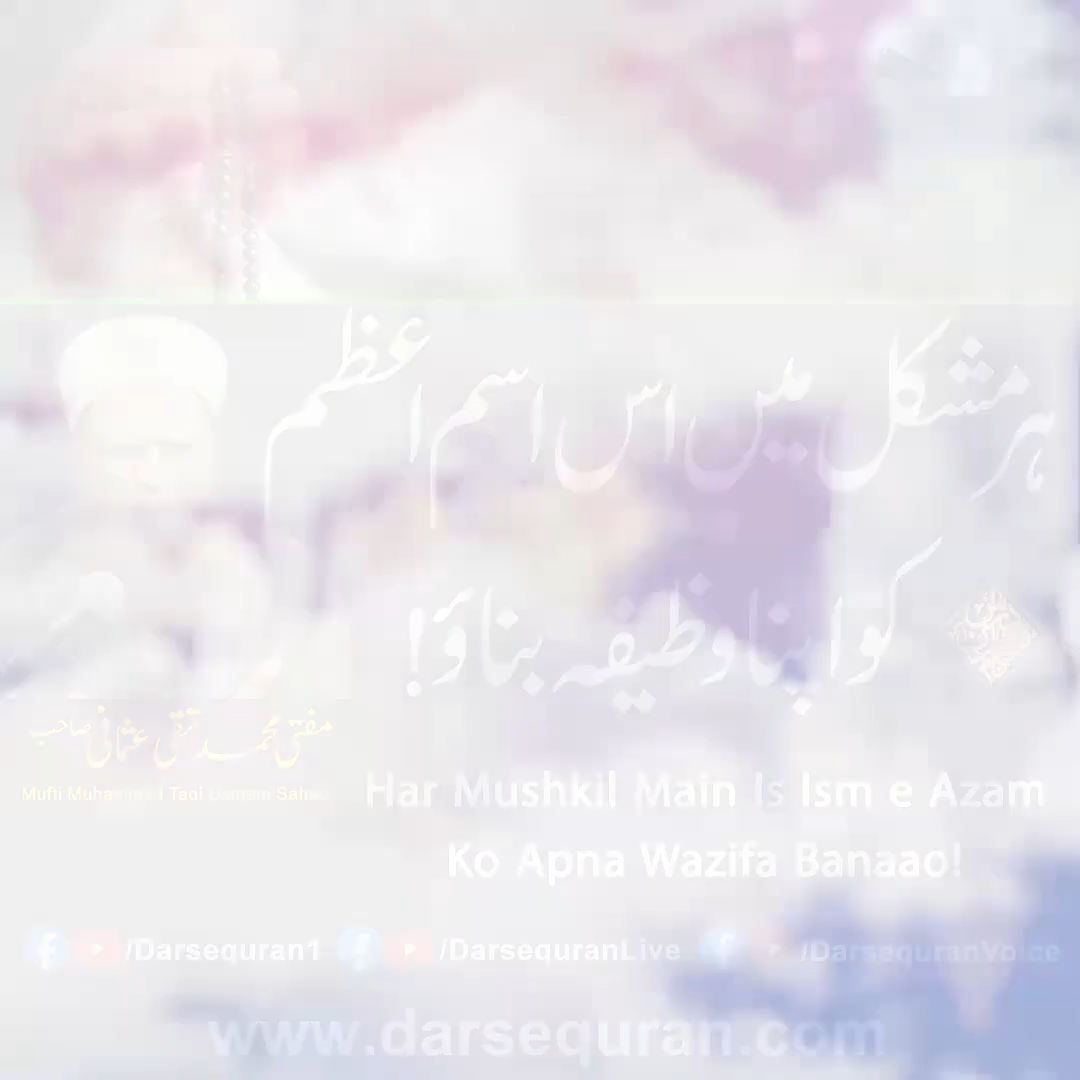 ہر مشکل میں اس اسم اعظم
کو اپنا وظیفہ بناؤ!
مفتی محمد تقی عثمانی صاحب
Mufti Muhammad Taqi Usmani Sahab
Har Mushkil Main Is Ism e Azam
Ko Apna Wazifa Banaao!
/Darsequran1 /DarsequranLive /DarsequranVoice
www.darsequran.com